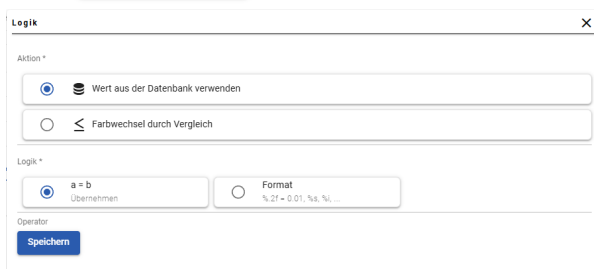 Logik
Aktion *
Wert aus der Datenbank verwenden
Farbwechsel durch Vergleich
Logik *
a = b
Übernehmen
Format
%.2f = 0.01, %s, %i, ...
Operator
Speichern